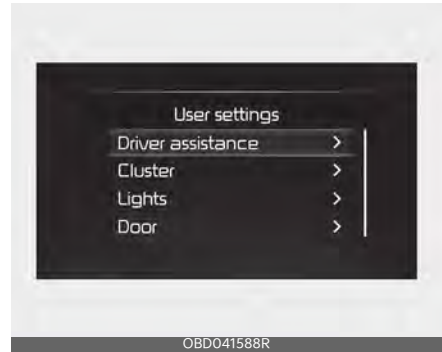 User settings
Driver assistance >
Cluster >
Lights >
Door >
OBD041588R